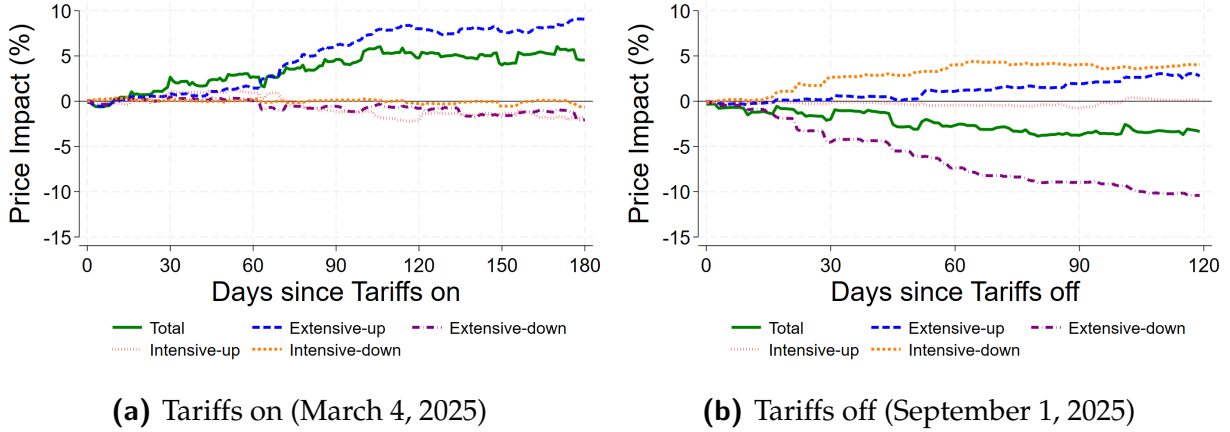 Price Impact (%)
10
5
0
-5
-10
-15
0 30 60 90 120 150 180
Days since Tariffs on
Total Extensive-up Extensive-down
Intensive-up Intensive-down
(a) Tariffs on (March 4, 2025)
Price Impact (%)
10
5
0
-5
-10
-15
0 30 60 90 120
Days since Tariffs off
Total Extensive-up Extensive-down
Intensive-up Intensive-down
(b) Tariffs off (September 1, 2025)